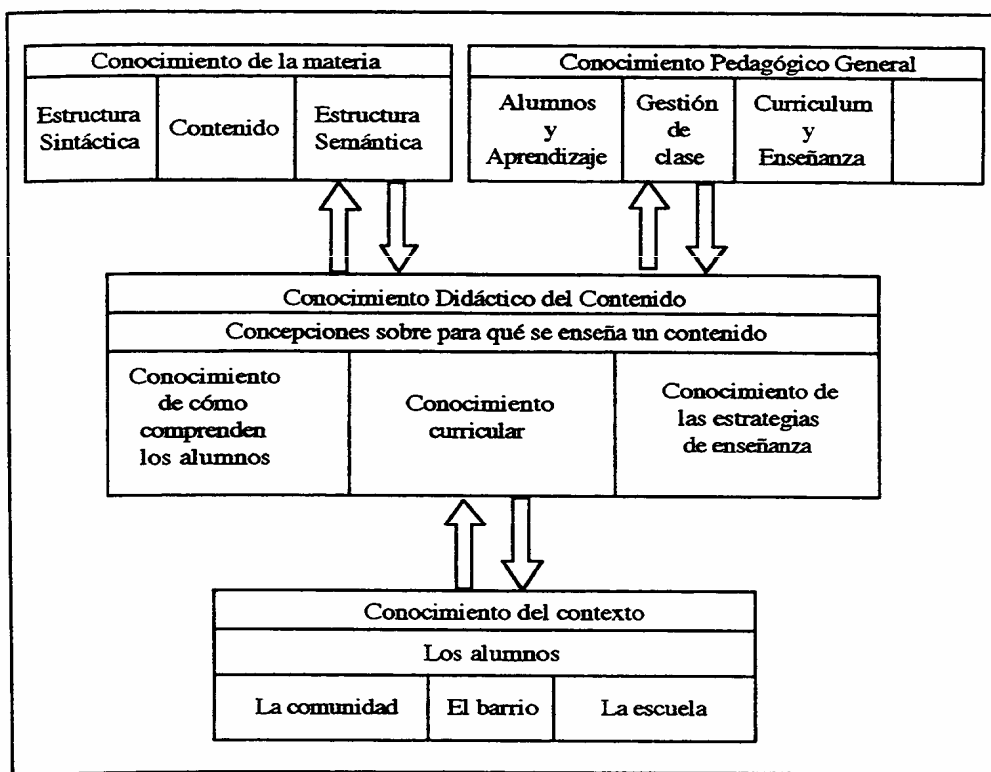 Conocimiento de la materia
Estructura
Sintáctica
Contenido
Estructura
Semántica
Conocimiento Pedagógico General
Alumnos
y
Aprendizaje
Gestión
de
clase
Curriculum
y
Enseñanza
Conocimiento Didáctico del Contenido
Concepciones sobre para qué se enseña un contenido
Conocimiento
de cómo
comprenden
los alumnos
Conocimiento
curricular
Conocimiento de
las estrategias
de enseñanza
Conocimiento del contexto
Los alumnos
La comunidad
El barrio
La escuela